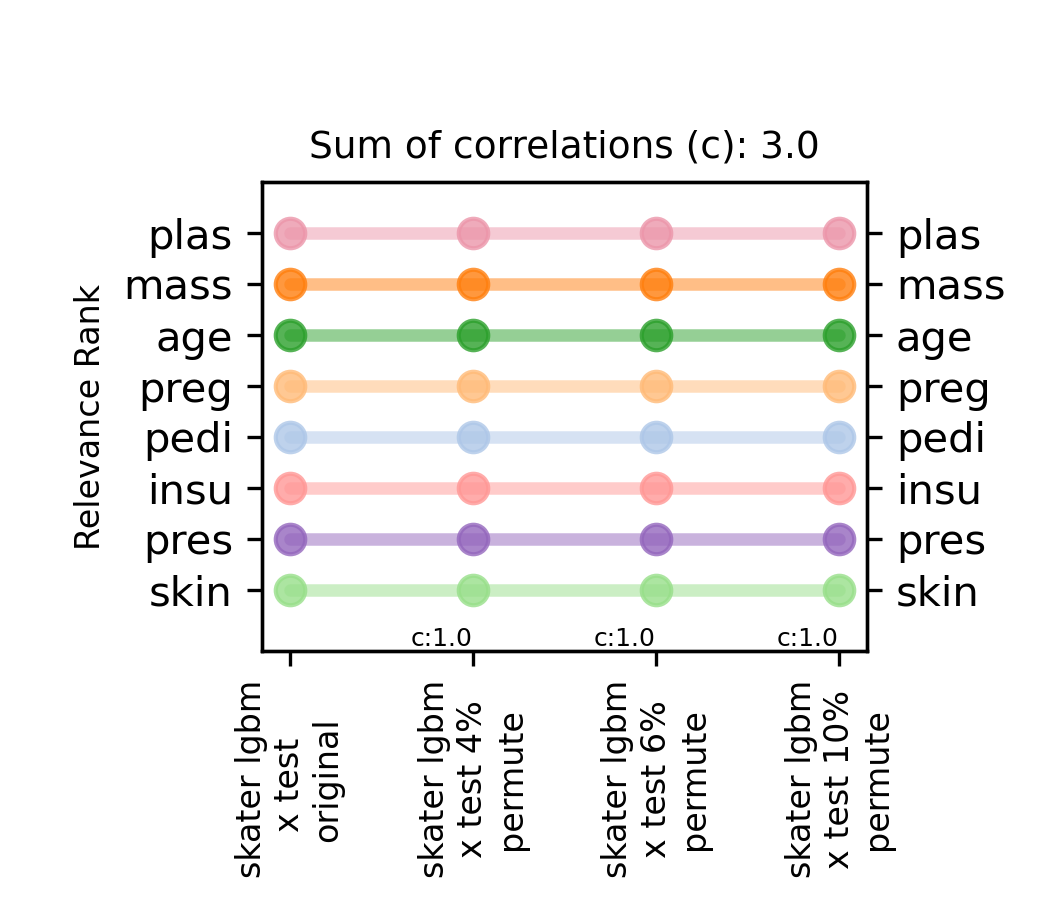 Sum of correlations (c): 3.0
Relevance Rank
plas
mass
age
preg
pedi
insu
pres
skin
plas
mass
age
preg
pedi
insu
pres
skin
c:1.0
c:1.0
c:1.0
skater lgbm
x test
original
skater lgbm
x test 4%
permute
skater lgbm
x test 6%
permute
skater lgbm
x test 10%
permute